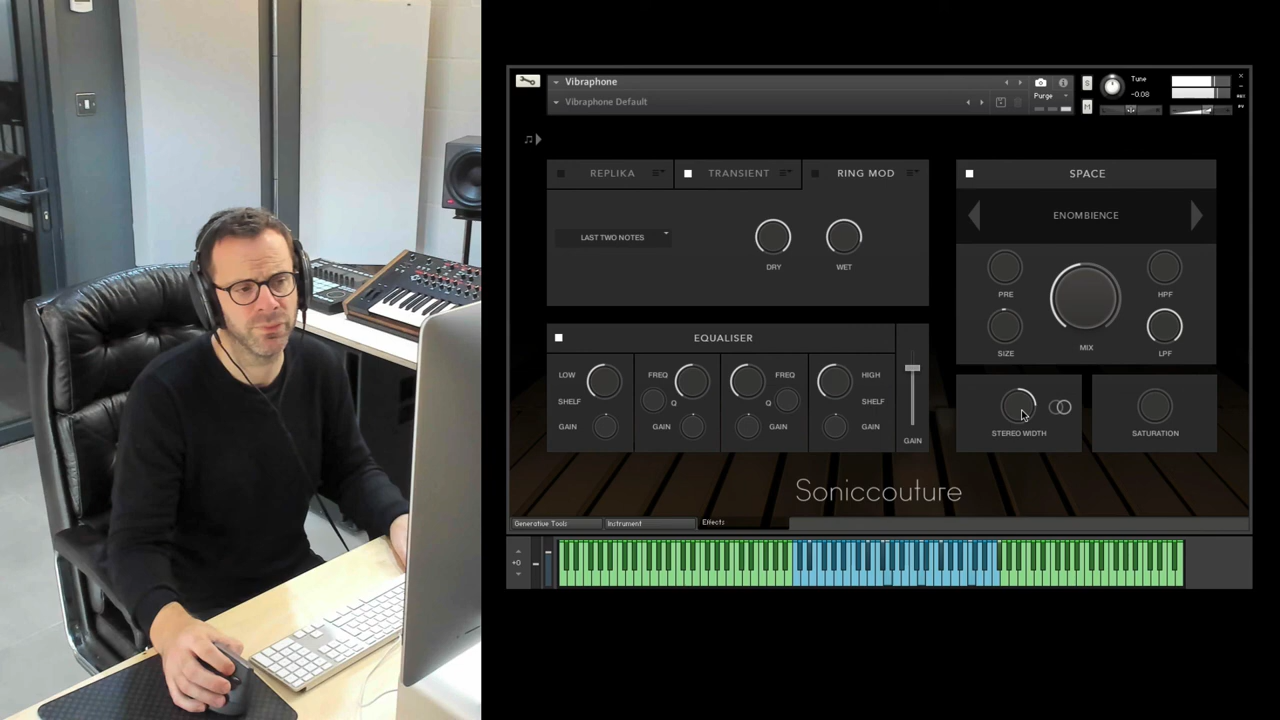 Vibraphone
Vibraphone Default
Purge
S
M
Tune
-0.08
REPLIKA
TRANSIENT
RING MOD
LAST TWO NOTES
DRY
WET
SPACE
ENOMBIENCE
PRE
HPF
SIZE
MIX
LPF
EQUALISER
LOW
SHELF
GAIN
FREQ
Q
GAIN
FREQ
Q
GAIN
HIGH
SHELF
GAIN
GAIN
STEREO WIDTH
SATURATION
Soniccouture
Generative Tools
Instrument
Effects
+0